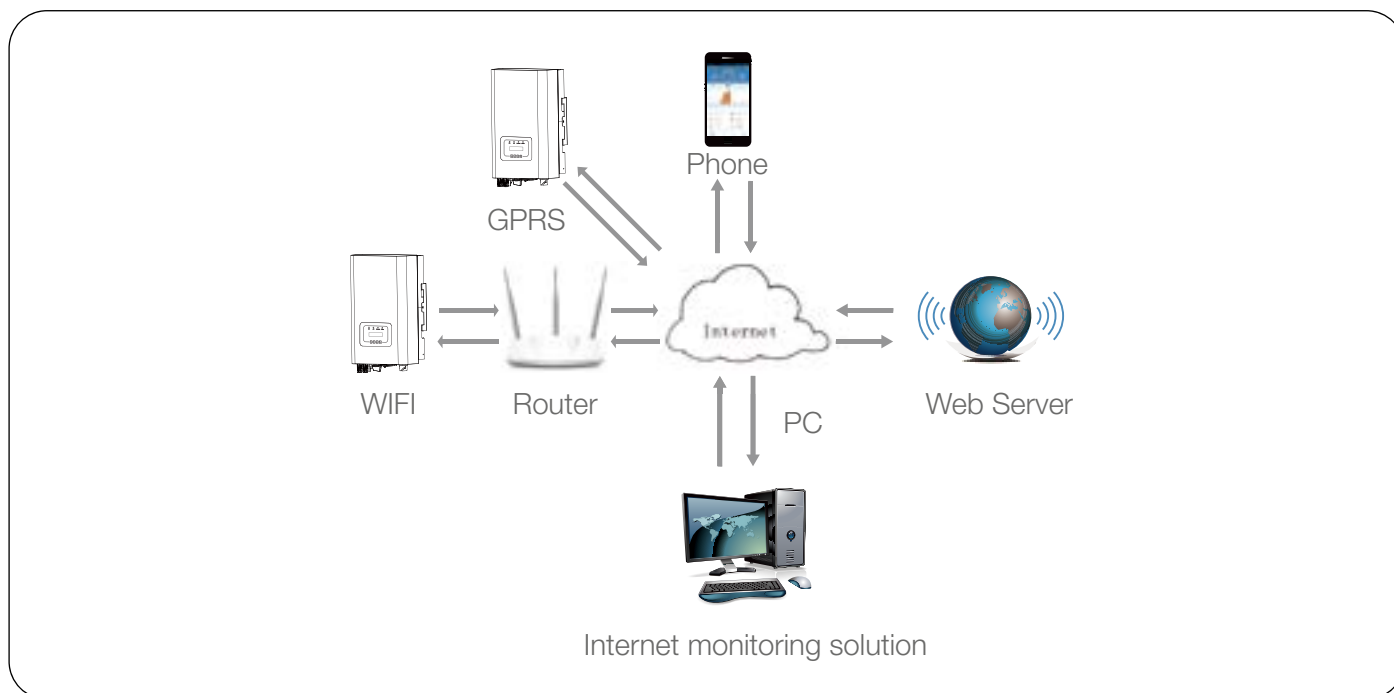 Phone
GPRS
Internet
WIFI
Router
Web Server
PC
Internet monitoring solution